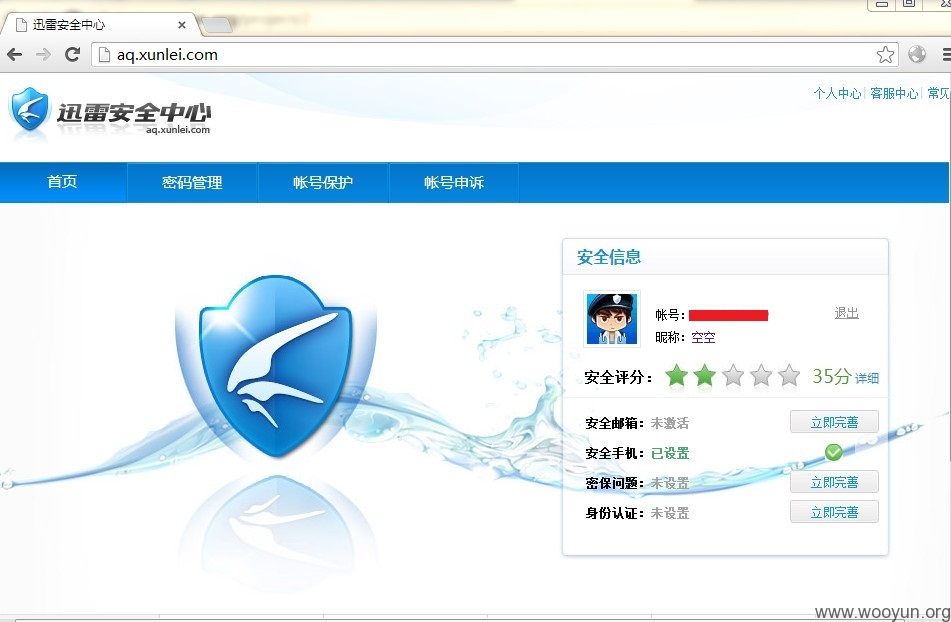 迅雷安全中心
aq.xunlei.com
个人中心 | 客服中心 | 常见
迅雷安全中心
aq.xunlei.com
首页 密码管理 帐号保护 帐号申诉
安全信息
帐号: 退出
昵称: 空空
安全评分: 35分 详细
安全邮箱: 未激活 立即完善
安全手机: 已设置
密保问题: 未设置 立即完善
身份认证: 未设置 立即完善
www.wooyun.org